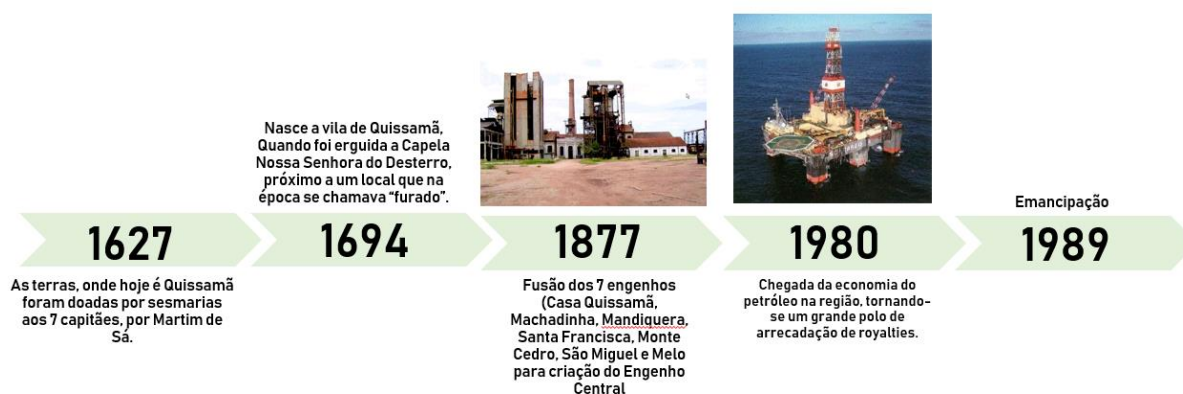 1627
As terras, onde hoje é Quissamã
foram doadas por sesmarias
aos 7 capitães, por Martim de
Sá.
Nasce a vila de Quissamã,
Quando foi erguida a Capela
Nossa Senhora do Desterro,
próximo a um local que na
época se chamava “furado”.
1694
1877
Fusão dos 7 engenhos
(Casa Quissamã,
Machadinha, Mandiquera,
Santa Francisca, Monte
Cedro, São Miguel e Melo
para criação do Engenho
Central
1980
Chegada da economia do
petróleo na região, tornando-
se um grande polo de
arrecadação de royalties.
Emancipação
1989